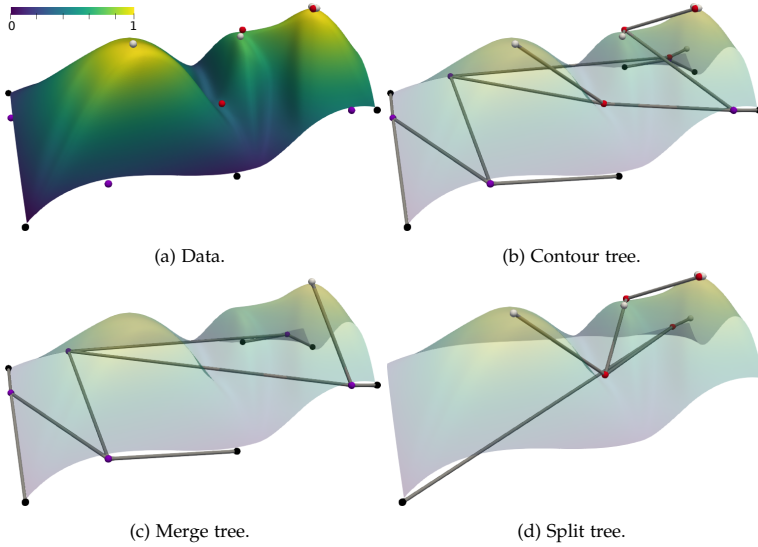 0 1
(a) Data.
(b) Contour tree.
(c) Merge tree.
(d) Split tree.